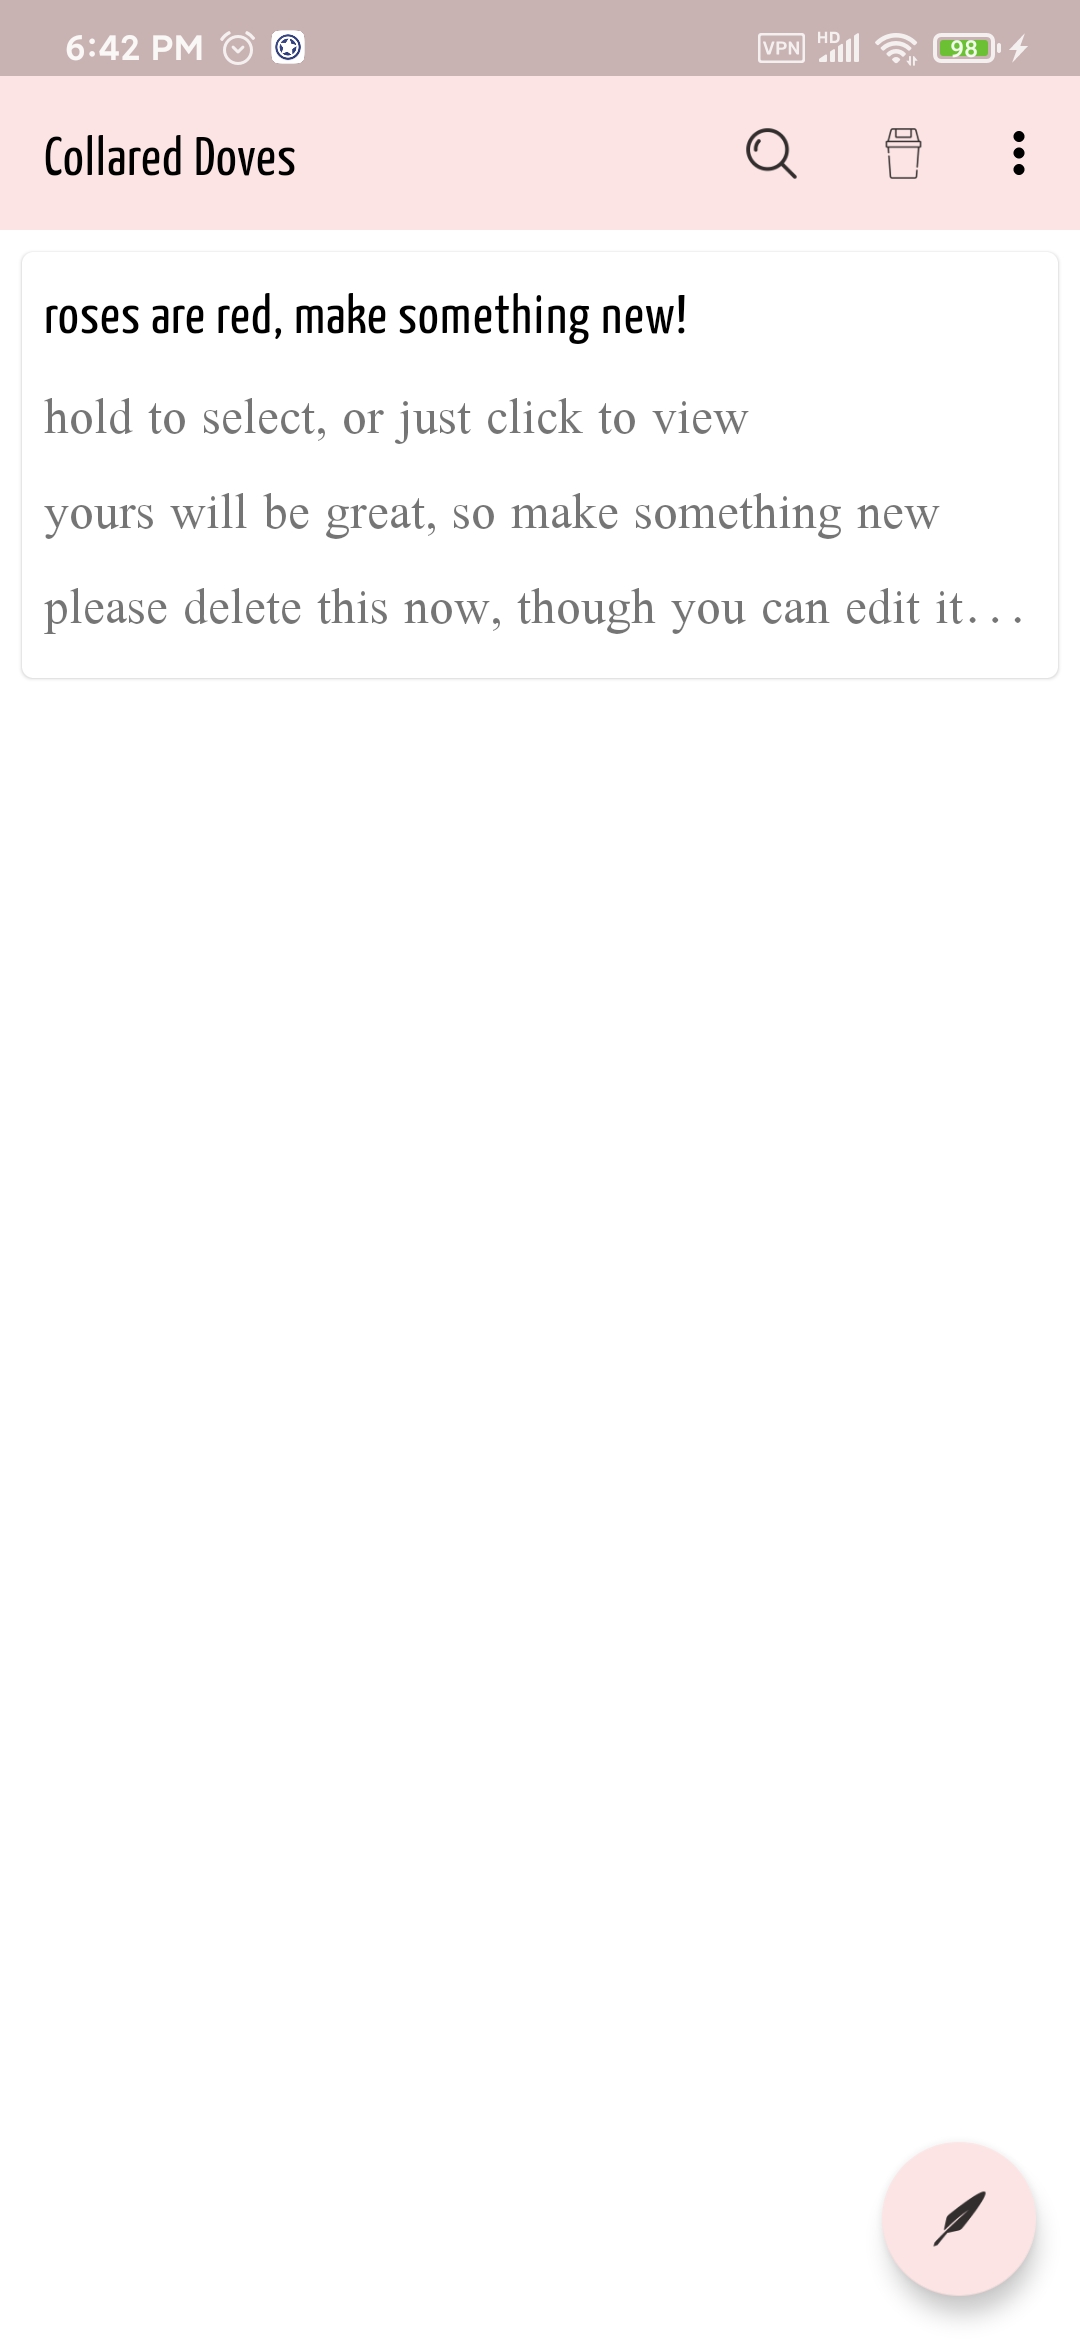 6:42 PM VPN HD 98
Collared Doves
roses are red, make something new!
hold to select, or just click to view
yours will be great, so make something new
please delete this now, though you can edit it...